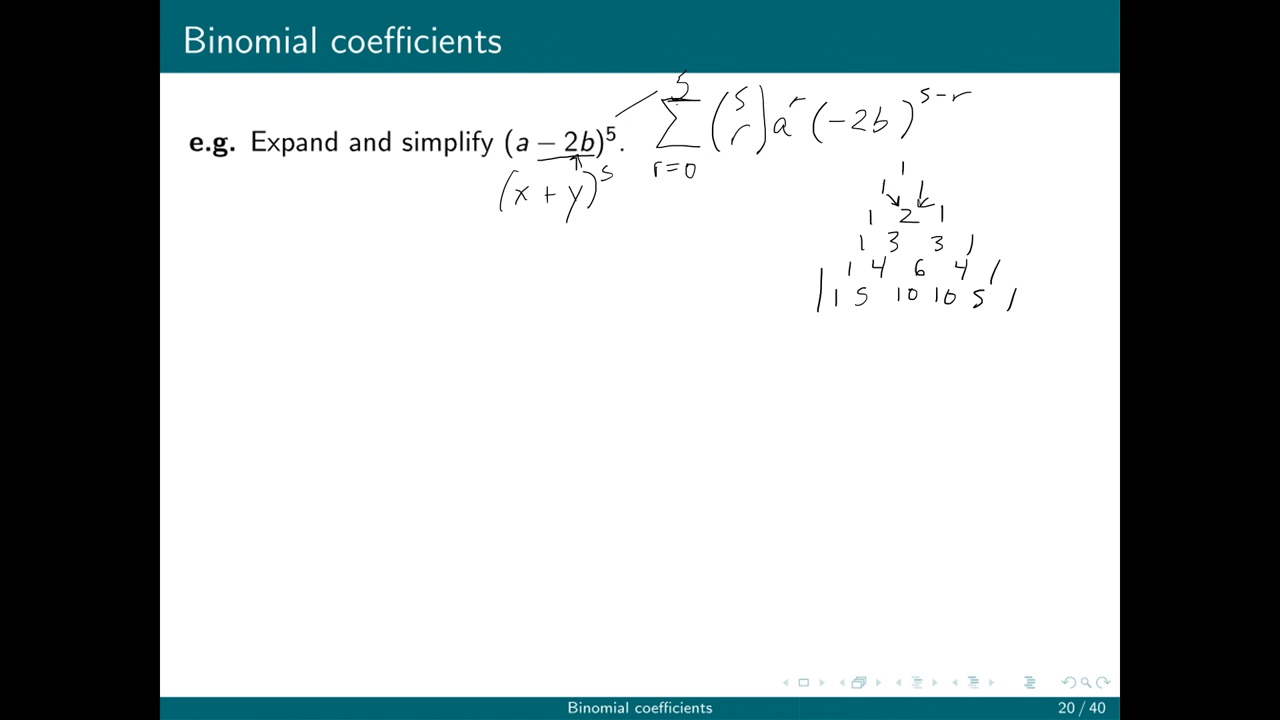 Binomial coefficients
e.g. Expand and simplify (a − 2b)⁵. ∑ 5 r=0 (5 r) aʳ (−2b)⁵⁻ʳ
(x + y)⁵
1
1 1
1 2 1
1 3 3 1
1 4 6 4 1
1 5 10 10 5 1
Binomial coefficients
20 / 40